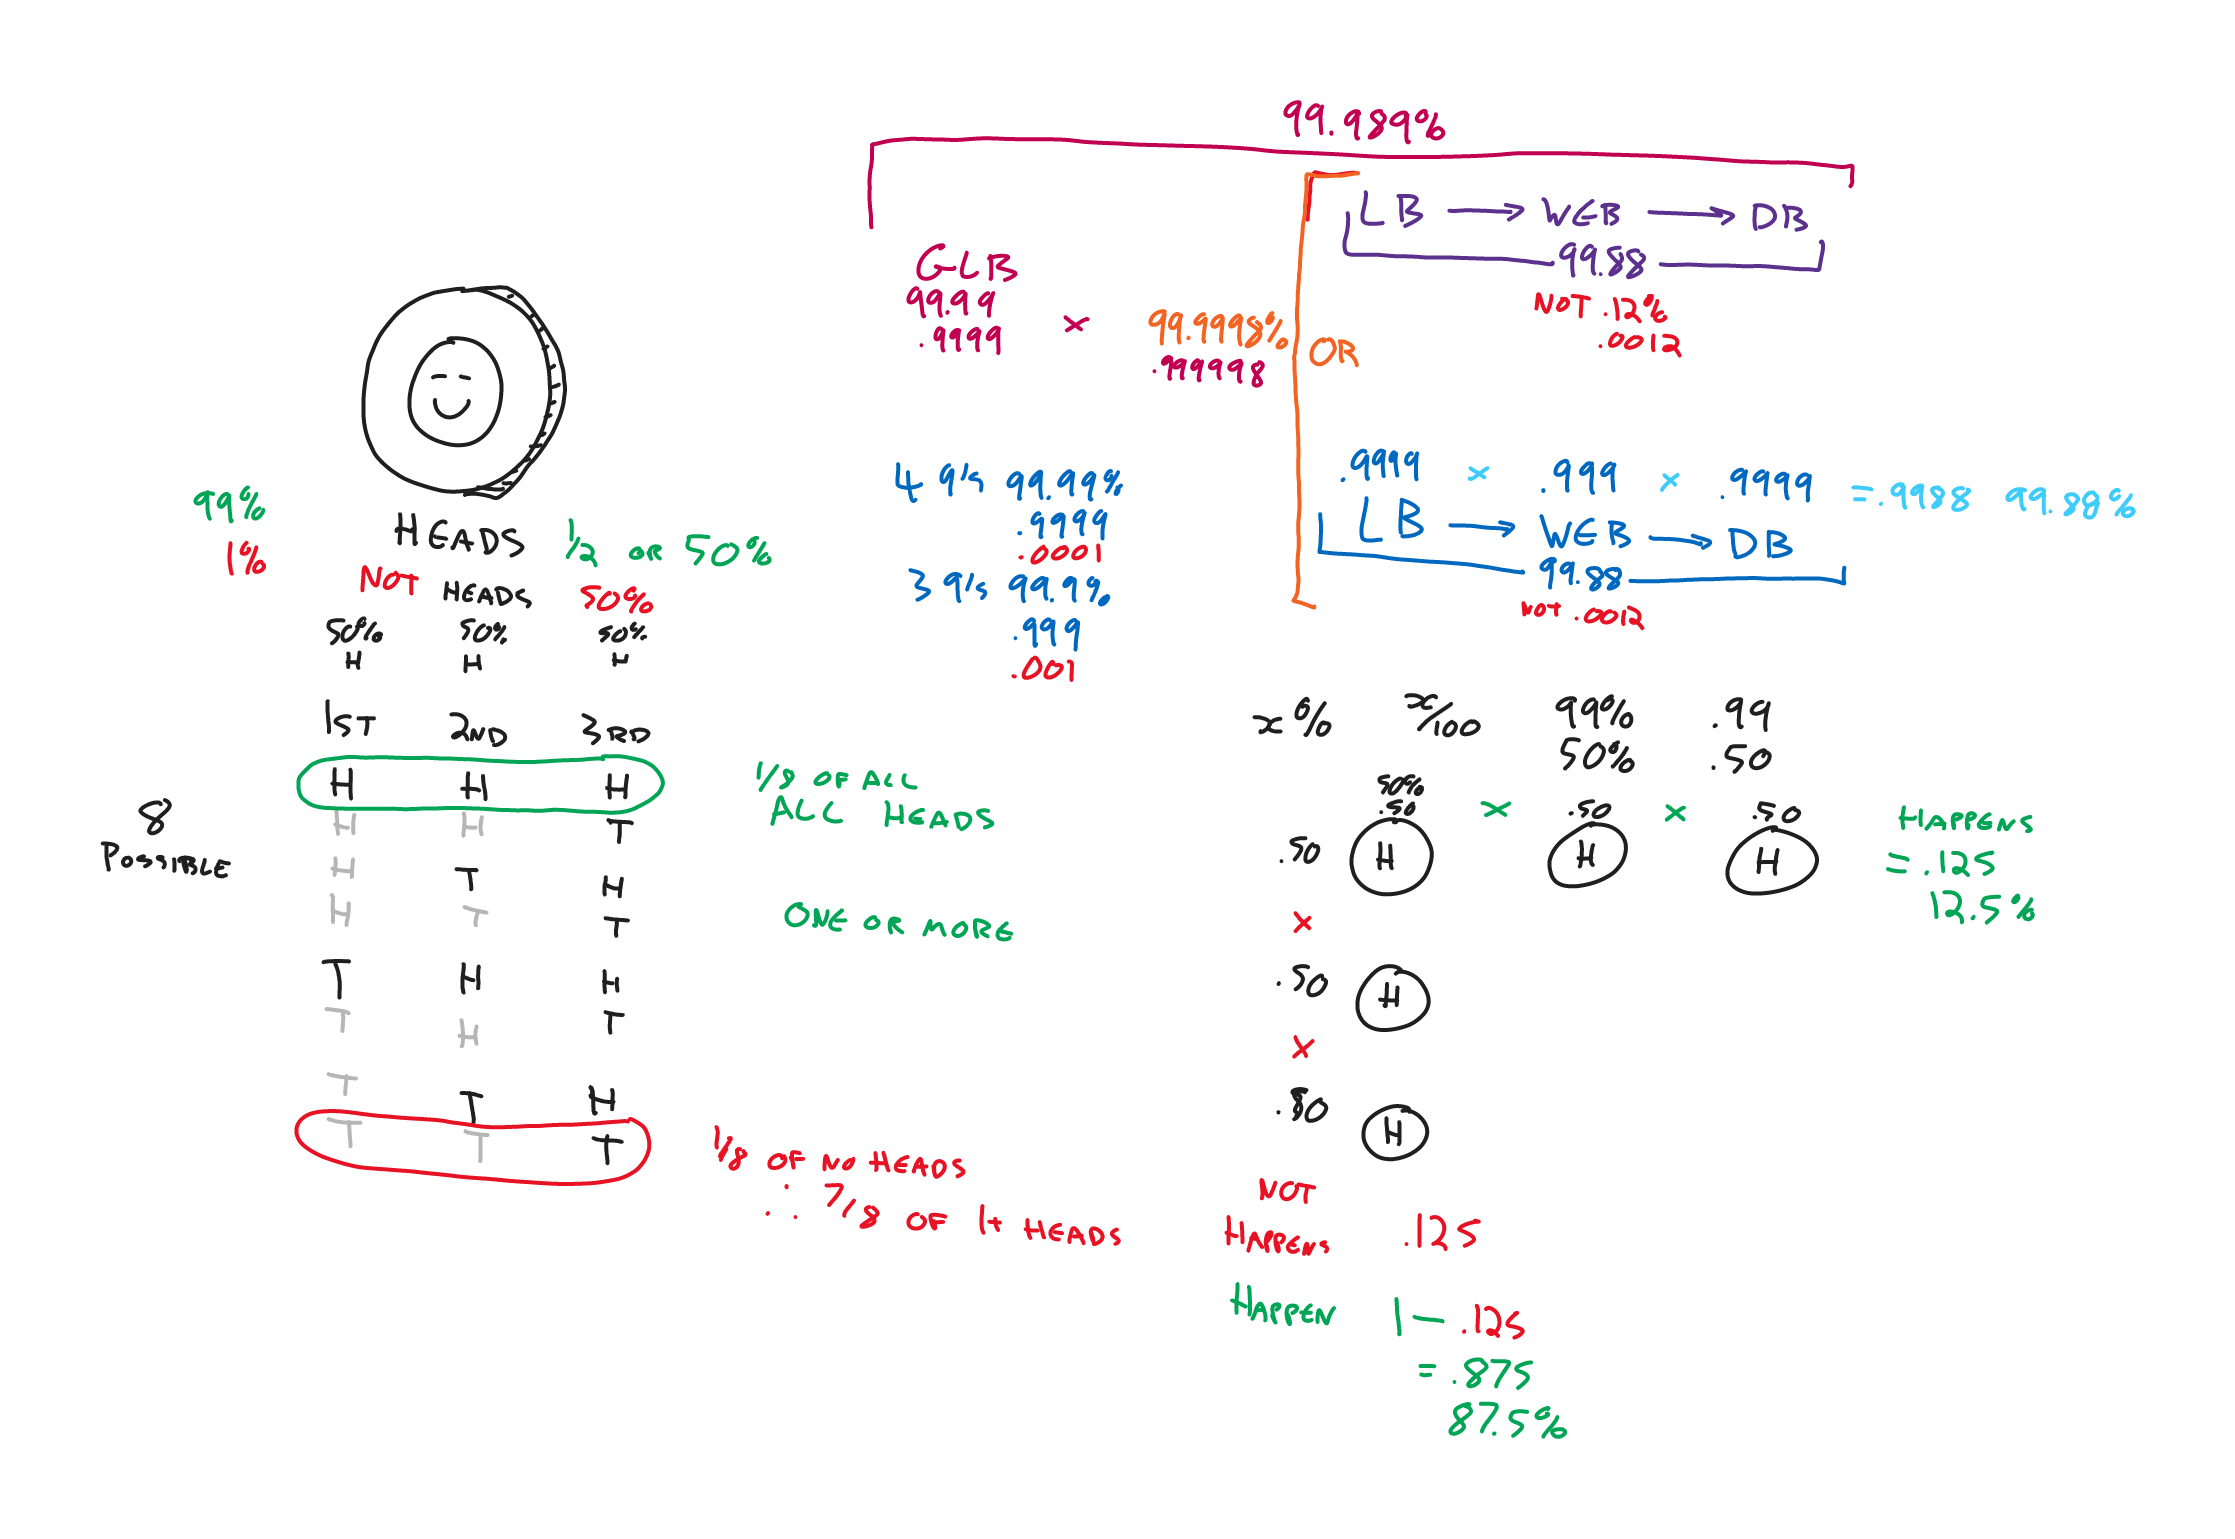 99.989%
LB → WEB → DB
99.88
NOT .12%
.0012
GLB
99.99
.9999
×
99.9998%
.999998
OR
.9999 × .999 × .9999 = .9988 99.88%
LB → WEB → DB
99.88
NOT .0012
4 9's 99.99%
.9999
.0001
3 9's 99.9%
.999
.001
99%
1%
HEADS 1/2 OR 50%
NOT HEADS 50%
50% 50% 50%
H H H
1ST 2ND 3RD
H H H
H H T
H T H
H T T
T H H
T H T
T T H
T T T
8
POSSIBLE
1/8 OF ALL
ALL HEADS
ONE OR MORE
1/8 OF NO HEADS
∴ 7/8 OF 1+ HEADS
x% x/100 99% .99
50% .50
50%
.50 × .50 × .50
.50 H H H
HAPPENS
= .125
12.5%
×
.50 H
×
.50 H
NOT
HAPPENS .125
HAPPEN 1 - .125
= .875
87.5%